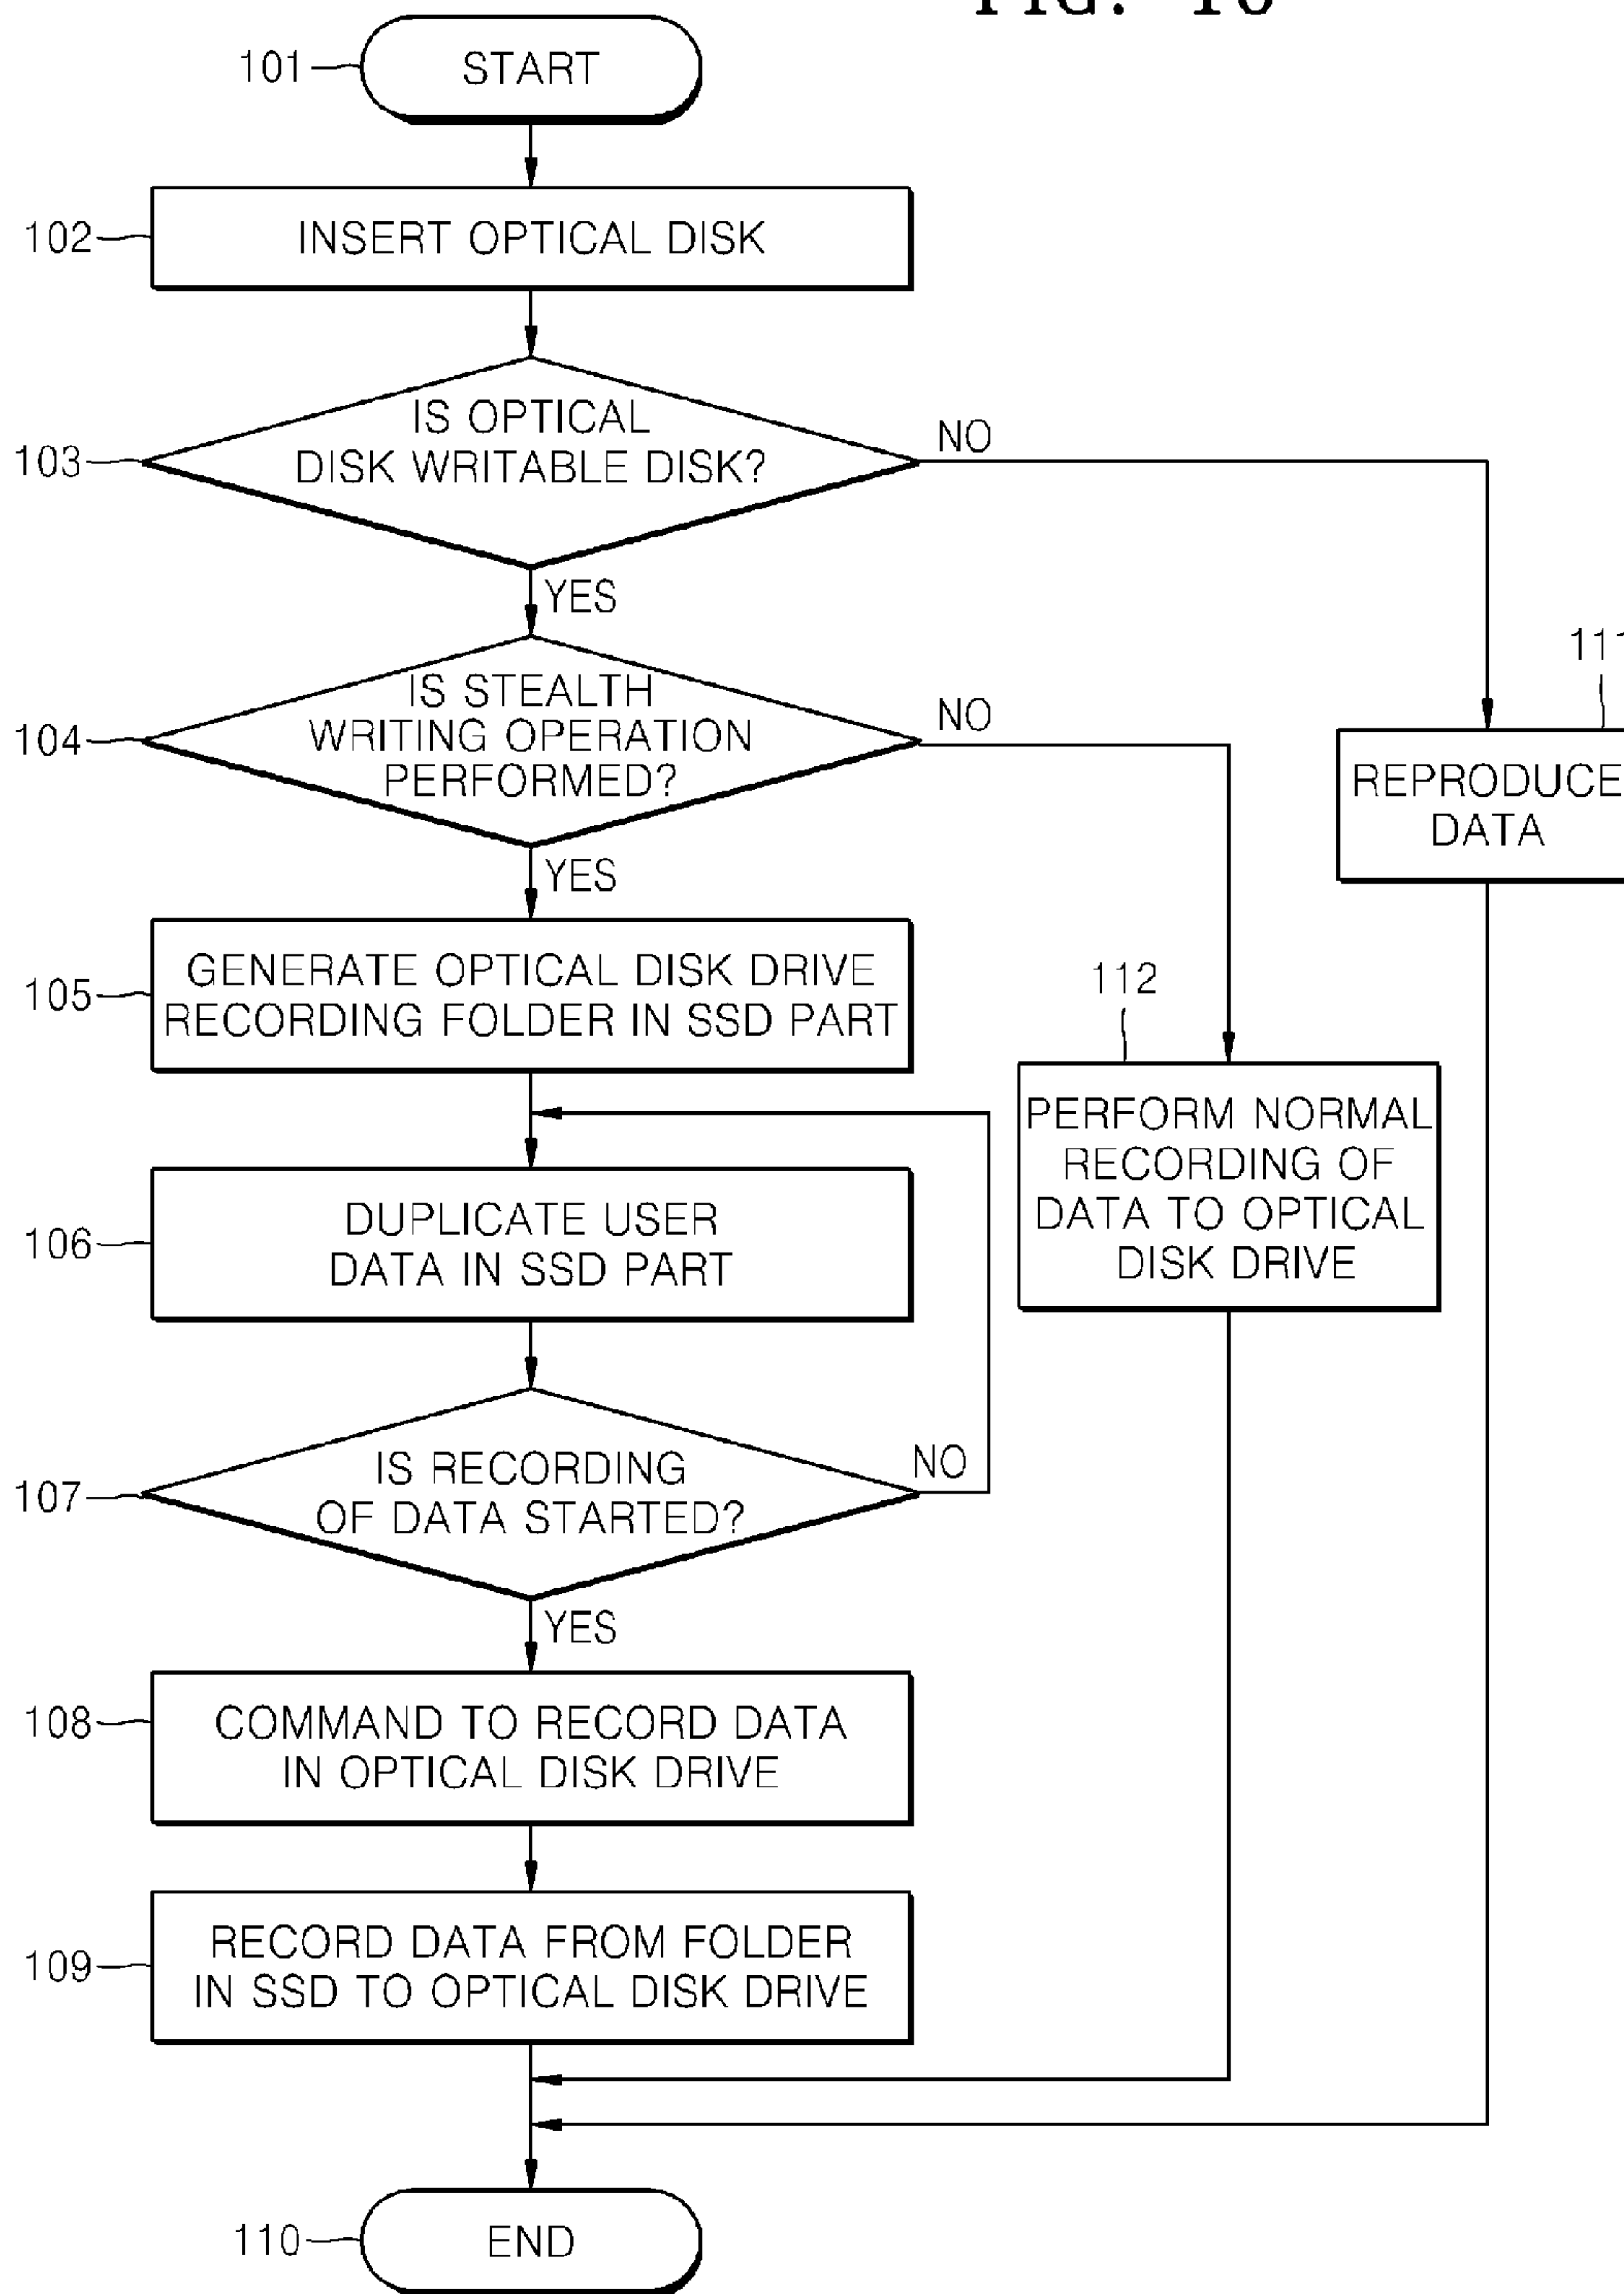 FIG. 10
101
START
102
INSERT OPTICAL DISK
103
IS OPTICAL
DISK WRITABLE DISK?
NO
YES
104
IS STEALTH
WRITING OPERATION
PERFORMED?
NO
YES
111
REPRODUCE
DATA
105
GENERATE OPTICAL DISK DRIVE
RECORDING FOLDER IN SSD PART
112
PERFORM NORMAL
RECORDING OF
DATA TO OPTICAL
DISK DRIVE
106
DUPLICATE USER
DATA IN SSD PART
107
IS RECORDING
OF DATA STARTED?
NO
YES
108
COMMAND TO RECORD DATA
IN OPTICAL DISK DRIVE
109
RECORD DATA FROM FOLDER
IN SSD TO OPTICAL DISK DRIVE
110
END